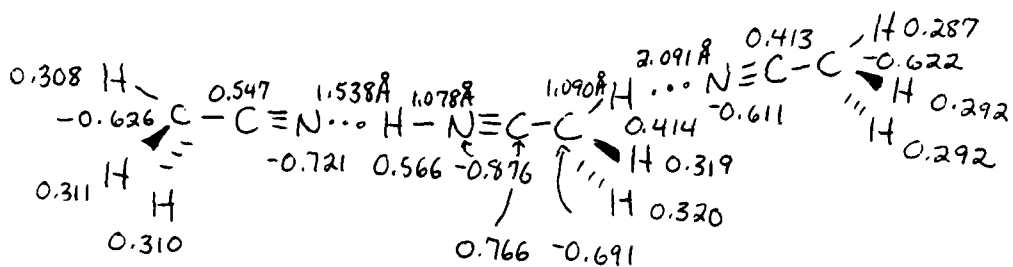 H 0.287
0.413
2.091Å
N≡C-C
-0.622
0.308 H
0.547
1.538Å
1.078Å
1.090Å
H
-0.611
H 0.292
-0.626 C-C≡N···H-N≡C-C
0.414
H
0.292
-0.721 0.566 -0.876
H 0.319
0.311 H
H
H 0.320
0.310
0.766 -0.691